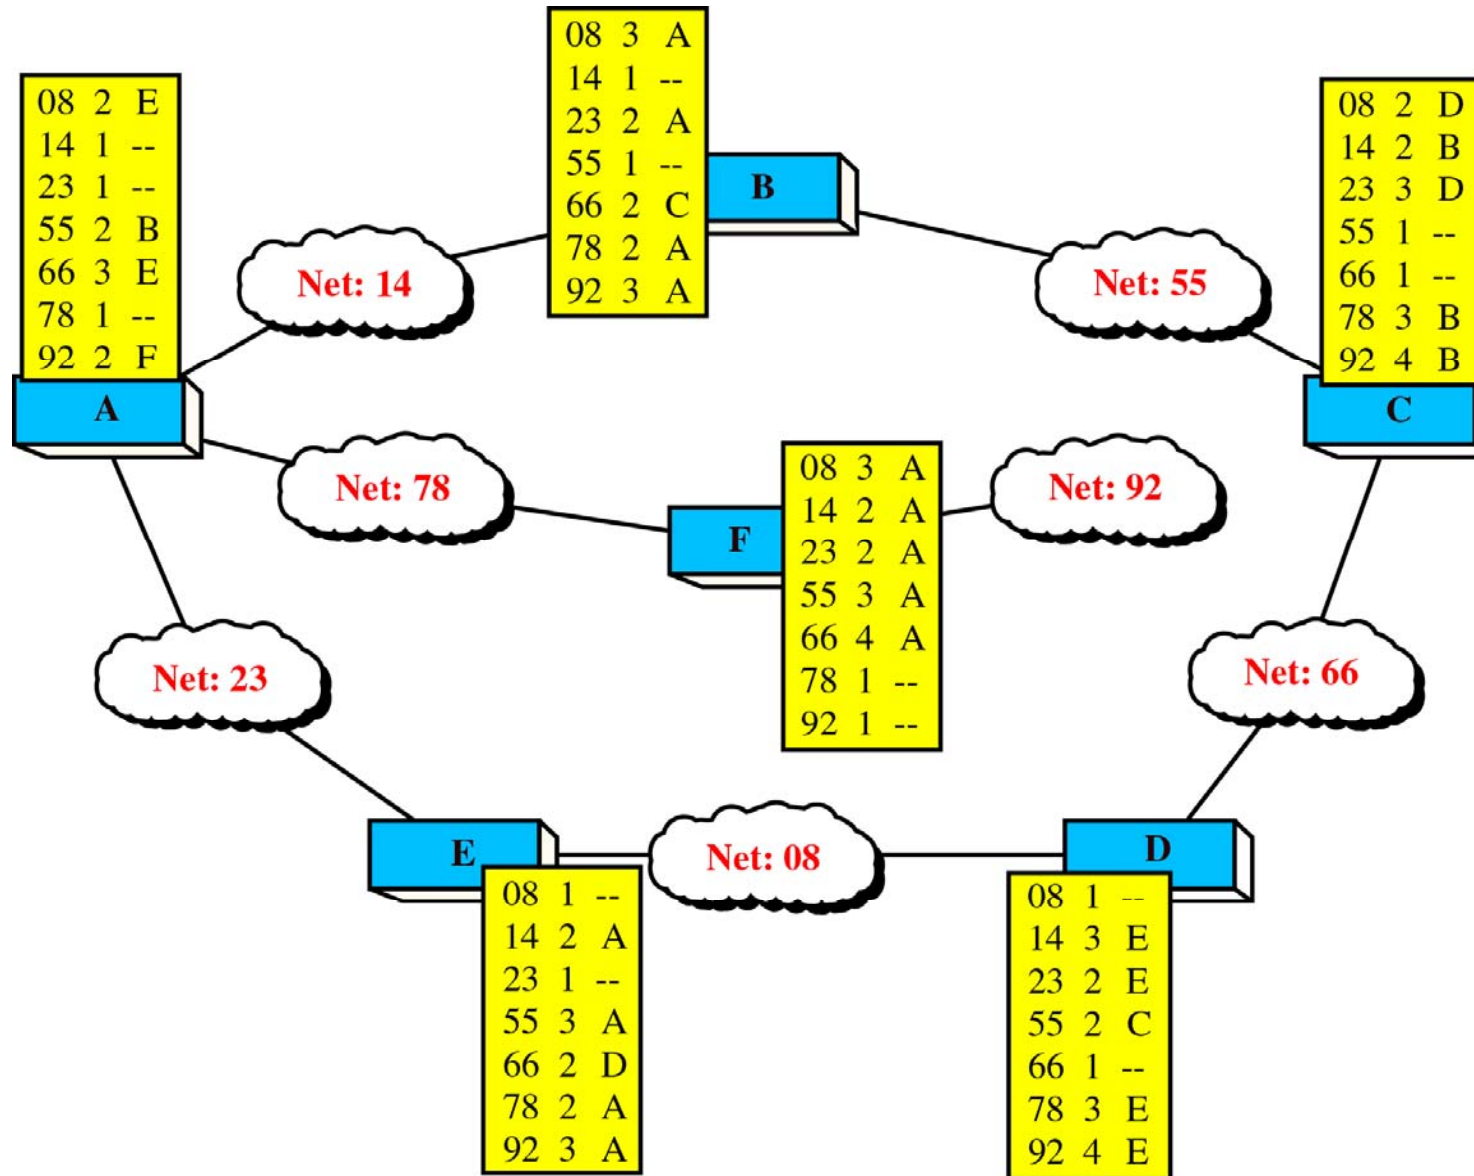 08 3 A
14 1 --
23 2 A
55 1 --
66 2 C
78 2 A
92 3 A
B
08 2 E
14 1 --
23 1 --
55 2 B
66 3 E
78 1 --
92 2 F
A
08 2 D
14 2 B
23 3 D
55 1 --
66 1 --
78 3 B
92 4 B
C
Net: 14
Net: 55
Net: 78
F
08 3 A
14 2 A
23 2 A
55 3 A
66 4 A
78 1 --
92 1 --
Net: 92
Net: 23
Net: 66
E
Net: 08
D
08 1 --
14 2 A
23 1 --
55 3 A
66 2 D
78 2 A
92 3 A
08 1 --
14 3 E
23 2 E
55 2 C
66 1 --
78 3 E
92 4 E